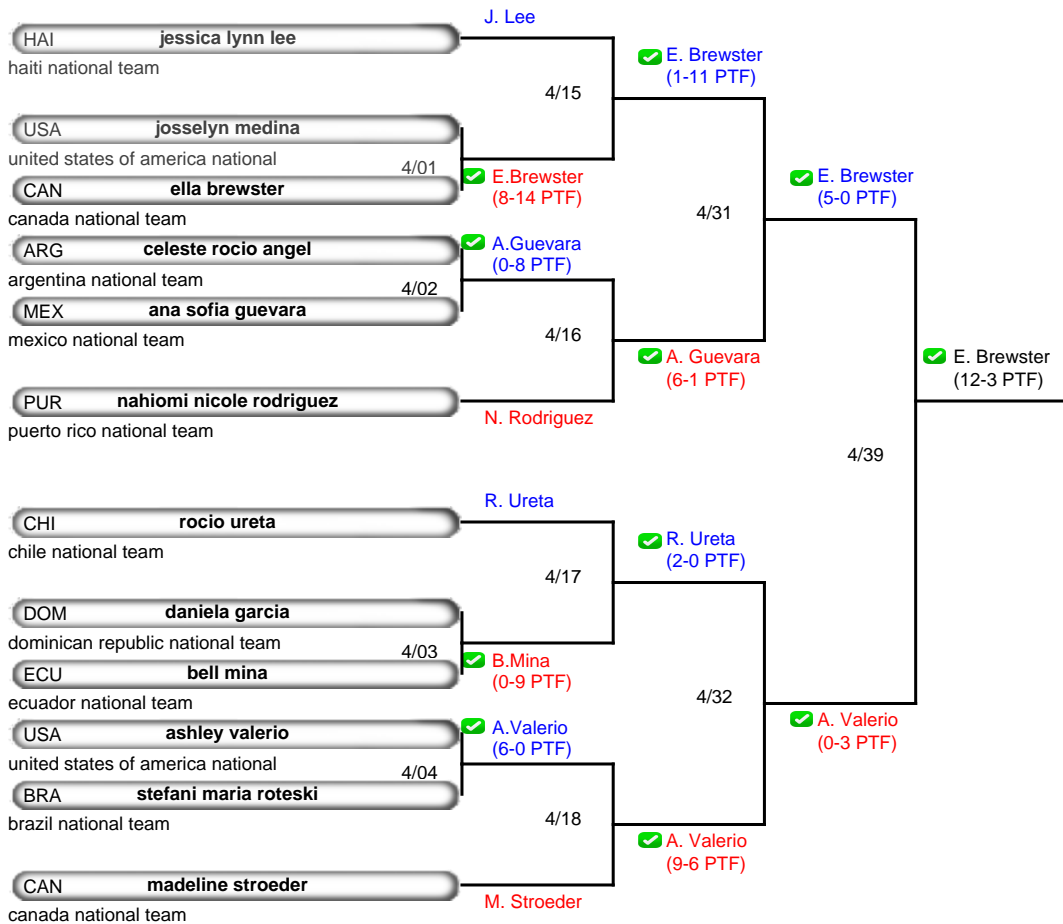 J. Lee
HAI jessica lynn lee
haiti national team
E. Brewster
(1-11 PTF)
4/15
USA josselyn medina
united states of america national
4/01
CAN ella brewster
canada national team
E.Brewster
(8-14 PTF)
E. Brewster
(5-0 PTF)
4/31
ARG celeste rocio angel
argentina national team
A.Guevara
(0-8 PTF)
4/02
MEX ana sofia guevara
mexico national team
4/16
A. Guevara
(6-1 PTF)
E. Brewster
(12-3 PTF)
PUR nahiomi nicole rodriguez
puerto rico national team
N. Rodriguez
4/39
R. Ureta
CHI rocio ureta
chile national team
R. Ureta
(2-0 PTF)
4/17
DOM daniela garcia
dominican republic national team
4/03
ECU bell mina
ecuador national team
B.Mina
(0-9 PTF)
4/32
A. Valerio
(0-3 PTF)
USA ashley valerio
united states of america national
A.Valerio
(6-0 PTF)
4/04
BRA stefani maria roteski
brazil national team
4/18
A. Valerio
(9-6 PTF)
CAN madeline stroeder
canada national team
M. Stroeder